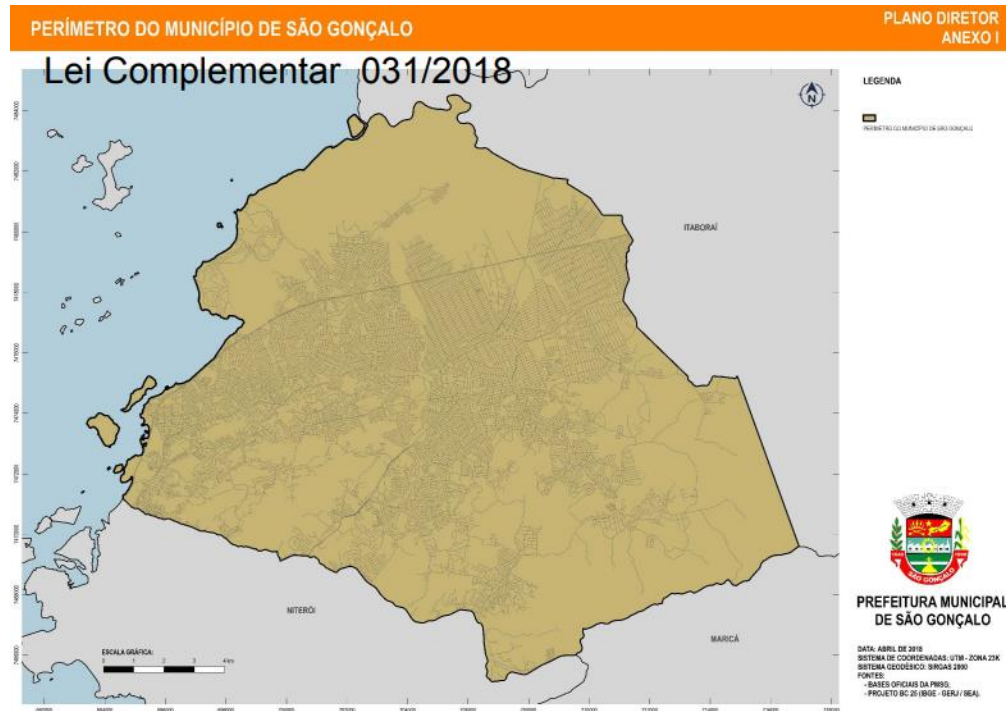 PERÍMETRO DO MUNICÍPIO DE SÃO GONÇALO
PLANO DIRETOR
ANEXO I
Lei Complementar 031/2018
LEGENDA
PERÍMETRO DO MUNICÍPIO DE SÃO GONÇALO
N
ITABORAÍ
NITERÓI
MARICÁ
ESCALA GRÁFICA:
0 1 2 3 4 km
SÃO GONÇALO
PREFEITURA MUNICIPAL
DE SÃO GONÇALO
DATA: ABRIL DE 2018
SISTEMA DE COORDENADAS: UTM - ZONA 23K
SISTEMA GEODÉSICO: SIRGAS 2000
FONTES:
- BASES OFICIAIS DA PMSG;
- PROJETO BC 25 (IBGE - GERJ / SEA).